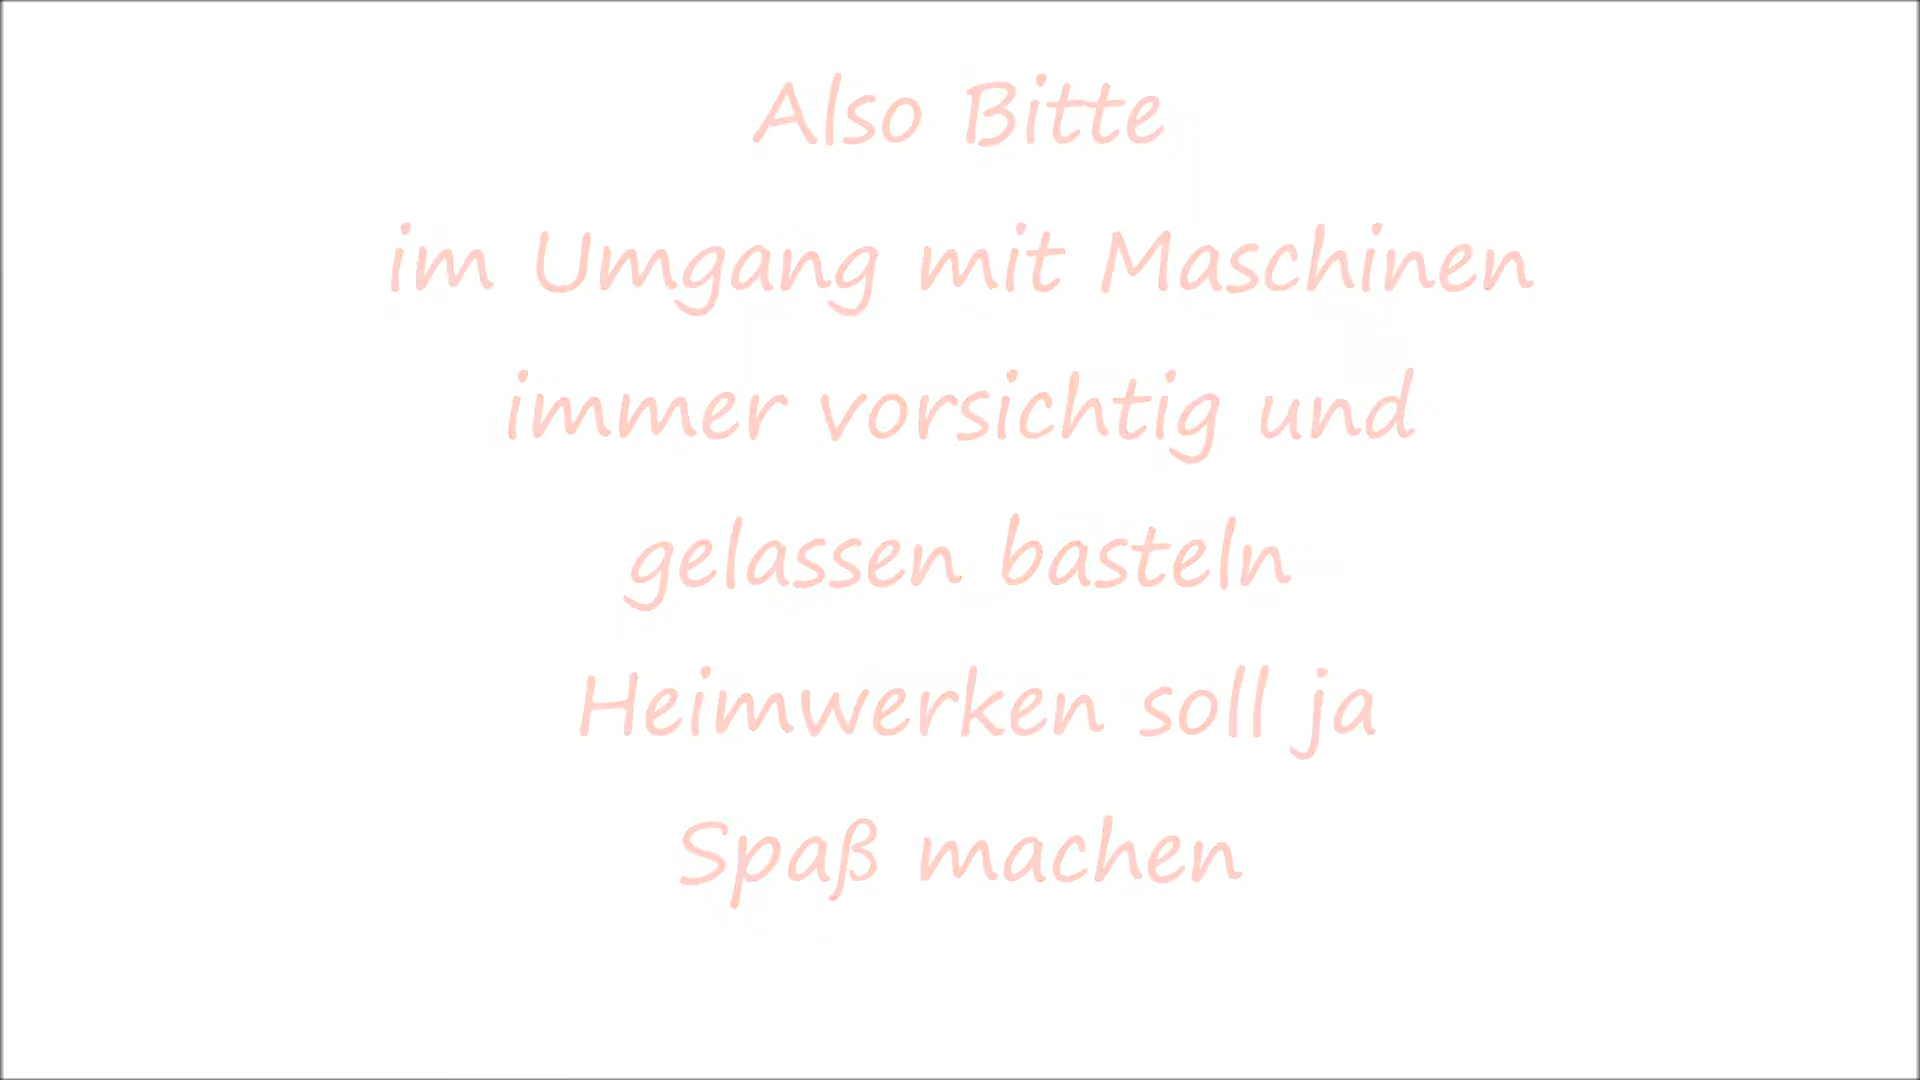 Also Bitte
im Umgang mit Maschinen
immer vorsichtig und
gelassen basteln
Heimwerken soll ja
Spaß machen